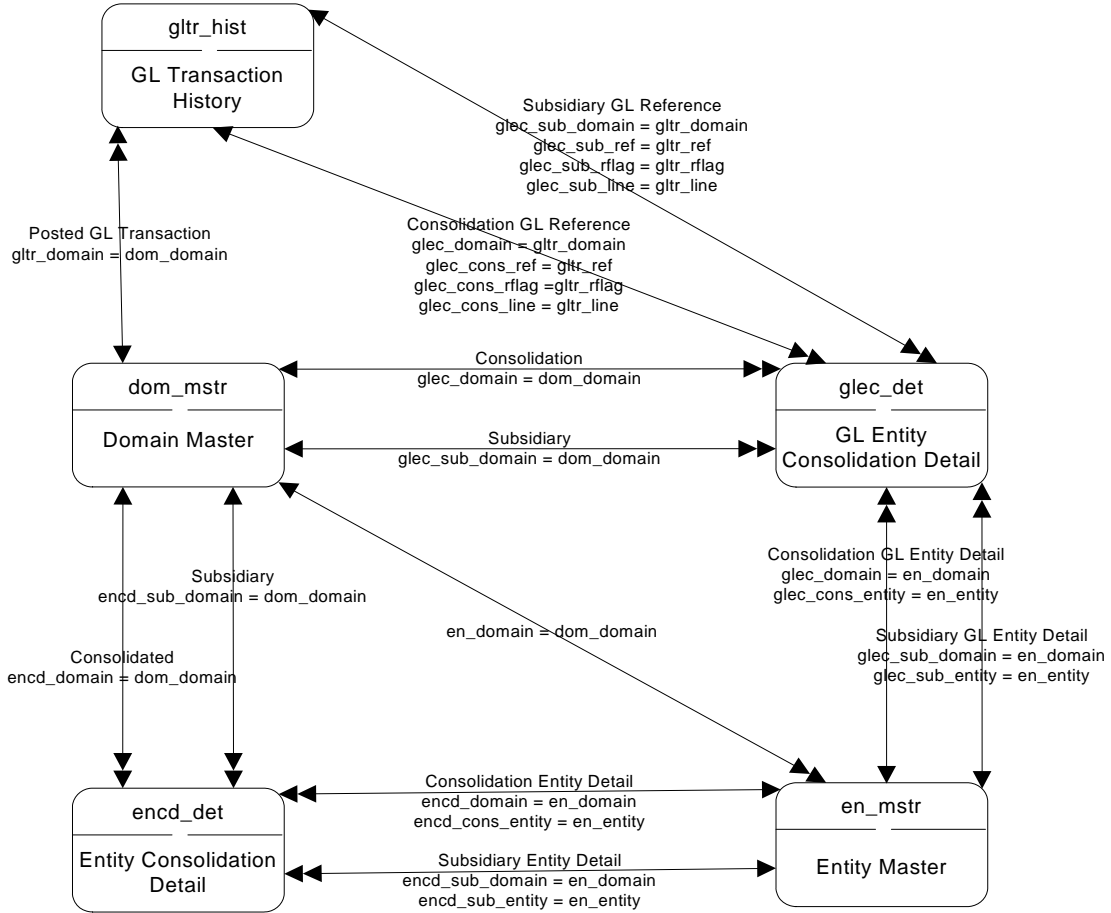 gltr_hist
GL Transaction
History
Subsidiary GL Reference
glec_sub_domain = gltr_domain
glec_sub_ref = gltr_ref
glec_sub_rflag = gltr_rflag
glec_sub_line = gltr_line
Posted GL Transaction
gltr_domain = dom_domain
Consolidation GL Reference
glec_domain = gltr_domain
glec_cons_ref = gltr_ref
glec_cons_rflag =gltr_rflag
glec_cons_line = gltr_line
dom_mstr
Domain Master
Consolidation
glec_domain = dom_domain
Subsidiary
glec_sub_domain = dom_domain
glec_det
GL Entity
Consolidation Detail
Subsidiary
encd_sub_domain = dom_domain
Consolidated
encd_domain = dom_domain
en_domain = dom_domain
Consolidation GL Entity Detail
glec_domain = en_domain
glec_cons_entity = en_entity
Subsidiary GL Entity Detail
glec_sub_domain = en_domain
glec_sub_entity = en_entity
encd_det
Entity Consolidation
Detail
Consolidation Entity Detail
encd_domain = en_domain
encd_cons_entity = en_entity
Subsidiary Entity Detail
encd_sub_domain = en_domain
encd_sub_entity = en_entity
en_mstr
Entity Master